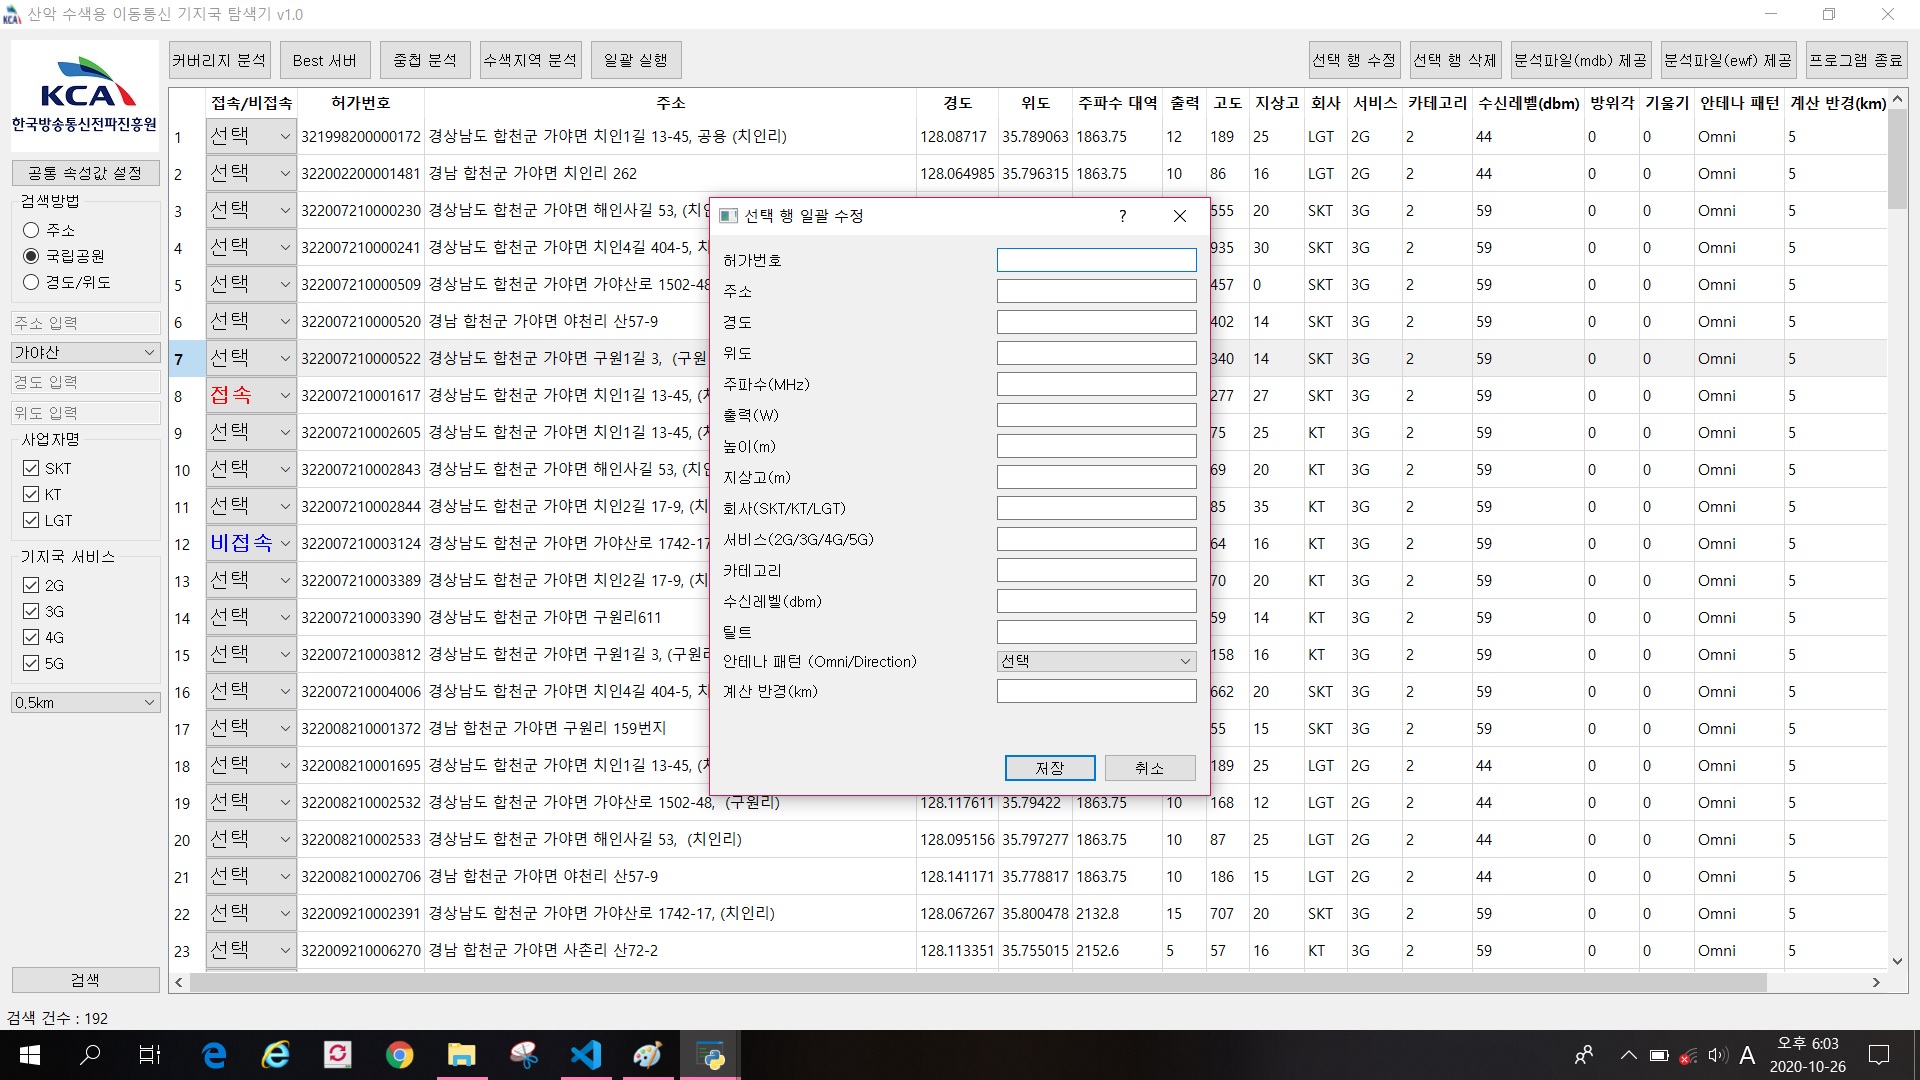 산악 수색용 이동통신 기지국 탐색기 v1.0
KCA
한국방송통신전파진흥원
커버리지 분석 Best 서버 중첩 분석 수색지역 분석 일괄 실행 선택 행 수정 선택 행 삭제 분석파일(mdb) 제공 분석파일(ewf) 제공 프로그램 종료
공통 속성값 설정
검색방법
주소
국립공원
경도/위도
주소 입력
가야산
경도 입력
위도 입력
사업자명
SKT
KT
LGT
기지국 서비스
2G
3G
4G
5G
0,5km
검색
검색 건수 : 192
접속/비접속 허가번호 주소 경도 위도 주파수 대역 출력 고도 지상고 회사 서비스 카테고리 수신레벨(dbm) 방위각 기울기 안테나 패턴 계산 반경(km)
1 선택 321998200000172 경상남도 합천군 가야면 치인1길 13-45, 공용 (치인리) 128.08717 35.789063 1863.75 12 189 25 LGT 2G 2 44 0 0 Omni 5
2 선택 322002200001481 경남 합천군 가야면 치인리 262 128.064985 35.796315 1863.75 10 86 16 LGT 2G 2 44 0 0 Omni 5
3 선택 322007210000230 경상남도 합천군 가야면 해인사길 53, 555 20 SKT 3G 2 59 0 0 Omni 5
4 선택 322007210000241 경상남도 합천군 가야면 치인4길 404-5, 935 30 SKT 3G 2 59 0 0 Omni 5
5 선택 322007210000509 경상남도 합천군 가야면 가야산로 1502-48 457 0 SKT 3G 2 59 0 0 Omni 5
6 선택 322007210000520 경남 합천군 가야면 야천리 산57-9 402 14 SKT 3G 2 59 0 0 Omni 5
7 선택 322007210000522 경상남도 합천군 가야면 구원1길 3, (구원 340 14 SKT 3G 2 59 0 0 Omni 5
8 접속 322007210001617 경상남도 합천군 가야면 치인1길 13-45, 277 27 SKT 3G 2 59 0 0 Omni 5
9 선택 322007210002605 경상남도 합천군 가야면 치인1길 13-45, 75 25 KT 3G 2 59 0 0 Omni 5
10 선택 322007210002843 경상남도 합천군 가야면 해인사길 53, 69 20 KT 3G 2 59 0 0 Omni 5
11 선택 322007210002844 경상남도 합천군 가야면 치인2길 17-9, 85 35 KT 3G 2 59 0 0 Omni 5
12 비접속 322007210003124 경상남도 합천군 가야면 가야산로 1742-17 64 16 KT 3G 2 59 0 0 Omni 5
13 선택 322007210003389 경상남도 합천군 가야면 치인2길 17-9, 70 20 KT 3G 2 59 0 0 Omni 5
14 선택 322007210003390 경상남도 합천군 가야면 구원리611 59 14 KT 3G 2 59 0 0 Omni 5
15 선택 322007210003812 경상남도 합천군 가야면 구원1길 3, (구원리 158 16 KT 3G 2 59 0 0 Omni 5
16 선택 322007210004006 경상남도 합천군 가야면 치인4길 404-5, 662 20 SKT 3G 2 59 0 0 Omni 5
17 선택 322008210001372 경남 합천군 가야면 구원리 159번지 55 15 SKT 3G 2 59 0 0 Omni 5
18 선택 322008210001695 경상남도 합천군 가야면 치인1길 13-45, 189 25 LGT 2G 2 44 0 0 Omni 5
19 선택 322008210002532 경상남도 합천군 가야면 가야산로 1502-48, (구원리) 128.117611 35.79422 1863.75 10 168 12 LGT 2G 2 44 0 0 Omni 5
20 선택 322008210002533 경상남도 합천군 가야면 해인사길 53, (치인리) 128.095156 35.797277 1863.75 10 87 25 LGT 2G 2 44 0 0 Omni 5
21 선택 322008210002706 경남 합천군 가야면 야천리 산57-9 128.141171 35.778817 1863.75 10 186 15 LGT 2G 2 44 0 0 Omni 5
22 선택 322009210002391 경상남도 합천군 가야면 가야산로 1742-17, (치인리) 128.067267 35.800478 2132.8 15 707 20 SKT 3G 2 59 0 0 Omni 5
23 선택 322009210006270 경남 합천군 가야면 사촌리 산72-2 128.113351 35.755015 2152.6 5 57 16 KT 3G 2 59 0 0 Omni 5
선택 행 일괄 수정 ?
허가번호
주소
경도
위도
주파수(MHz)
출력(W)
높이(m)
지상고(m)
회사(SKT/KT/LGT)
서비스(2G/3G/4G/5G)
카테고리
수신레벨(dbm)
틸트
안테나 패턴 (Omni/Direction) 선택
계산 반경(km)
저장 취소
A
오후 6:03
2020-10-26